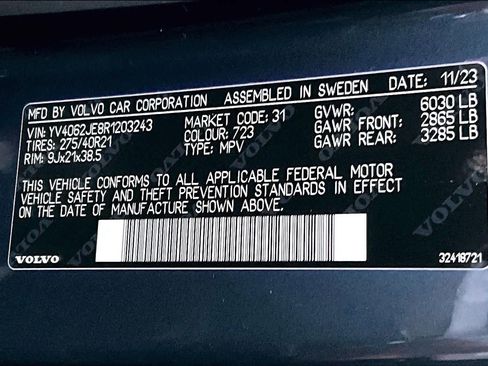 MFD BY VOLVO CAR CORPORATION ASSEMBLED IN SWEDEN DATE: 11/23
VIN: YV4062JE8R1203243 MARKET: 31 GVWR: 6030 LB
TIRES: 275/40R21 COLOUR: 723 GAWR FRONT: 2865 LB
RIM: 9Jx21x38.5 TYPE: MPV GAWR REAR: 3285 LB
THIS VEHICLE CONFORMS TO ALL APPLICABLE FEDERAL MOTOR
VEHICLE SAFETY AND THEFT PREVENTION STANDARDS IN EFFECT
ON THE DATE OF MANUFACTURE SHOWN ABOVE.
VOLVO 32418721